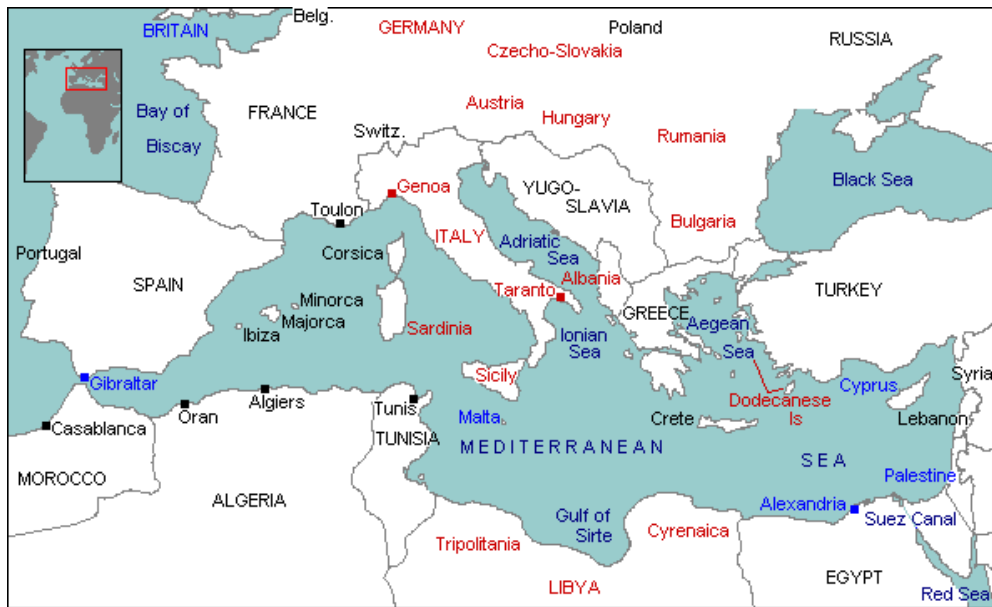 Belg.
BRITAIN
GERMANY
Poland
RUSSIA
Czecho-Slovakia
Bay of
Biscay
FRANCE
Austria
Hungary
Switz.
Rumania
Black Sea
Genoa
YUGO-
SLAVIA
Toulon
ITALY
Bulgaria
Portugal
Corsica
Adriatic
Sea
Albania
SPAIN
Taranto
TURKEY
Minorca
Majorca
Ibiza
Sardinia
GREECE
Ionian
Sea
Aegean
Sea
Sicily
Gibraltar
Algiers
Cyprus
Syria
Dodecanese
Is
Oran
Tunis
Malta
Crete
Lebanon
Casablanca
TUNISIA
MEDITERRANEAN
SEA
MOROCCO
ALGERIA
Palestine
Alexandria
Suez Canal
Gulf of
Sirte
Tripolitania
Cyrenaica
LIBYA
EGYPT
Red Sea